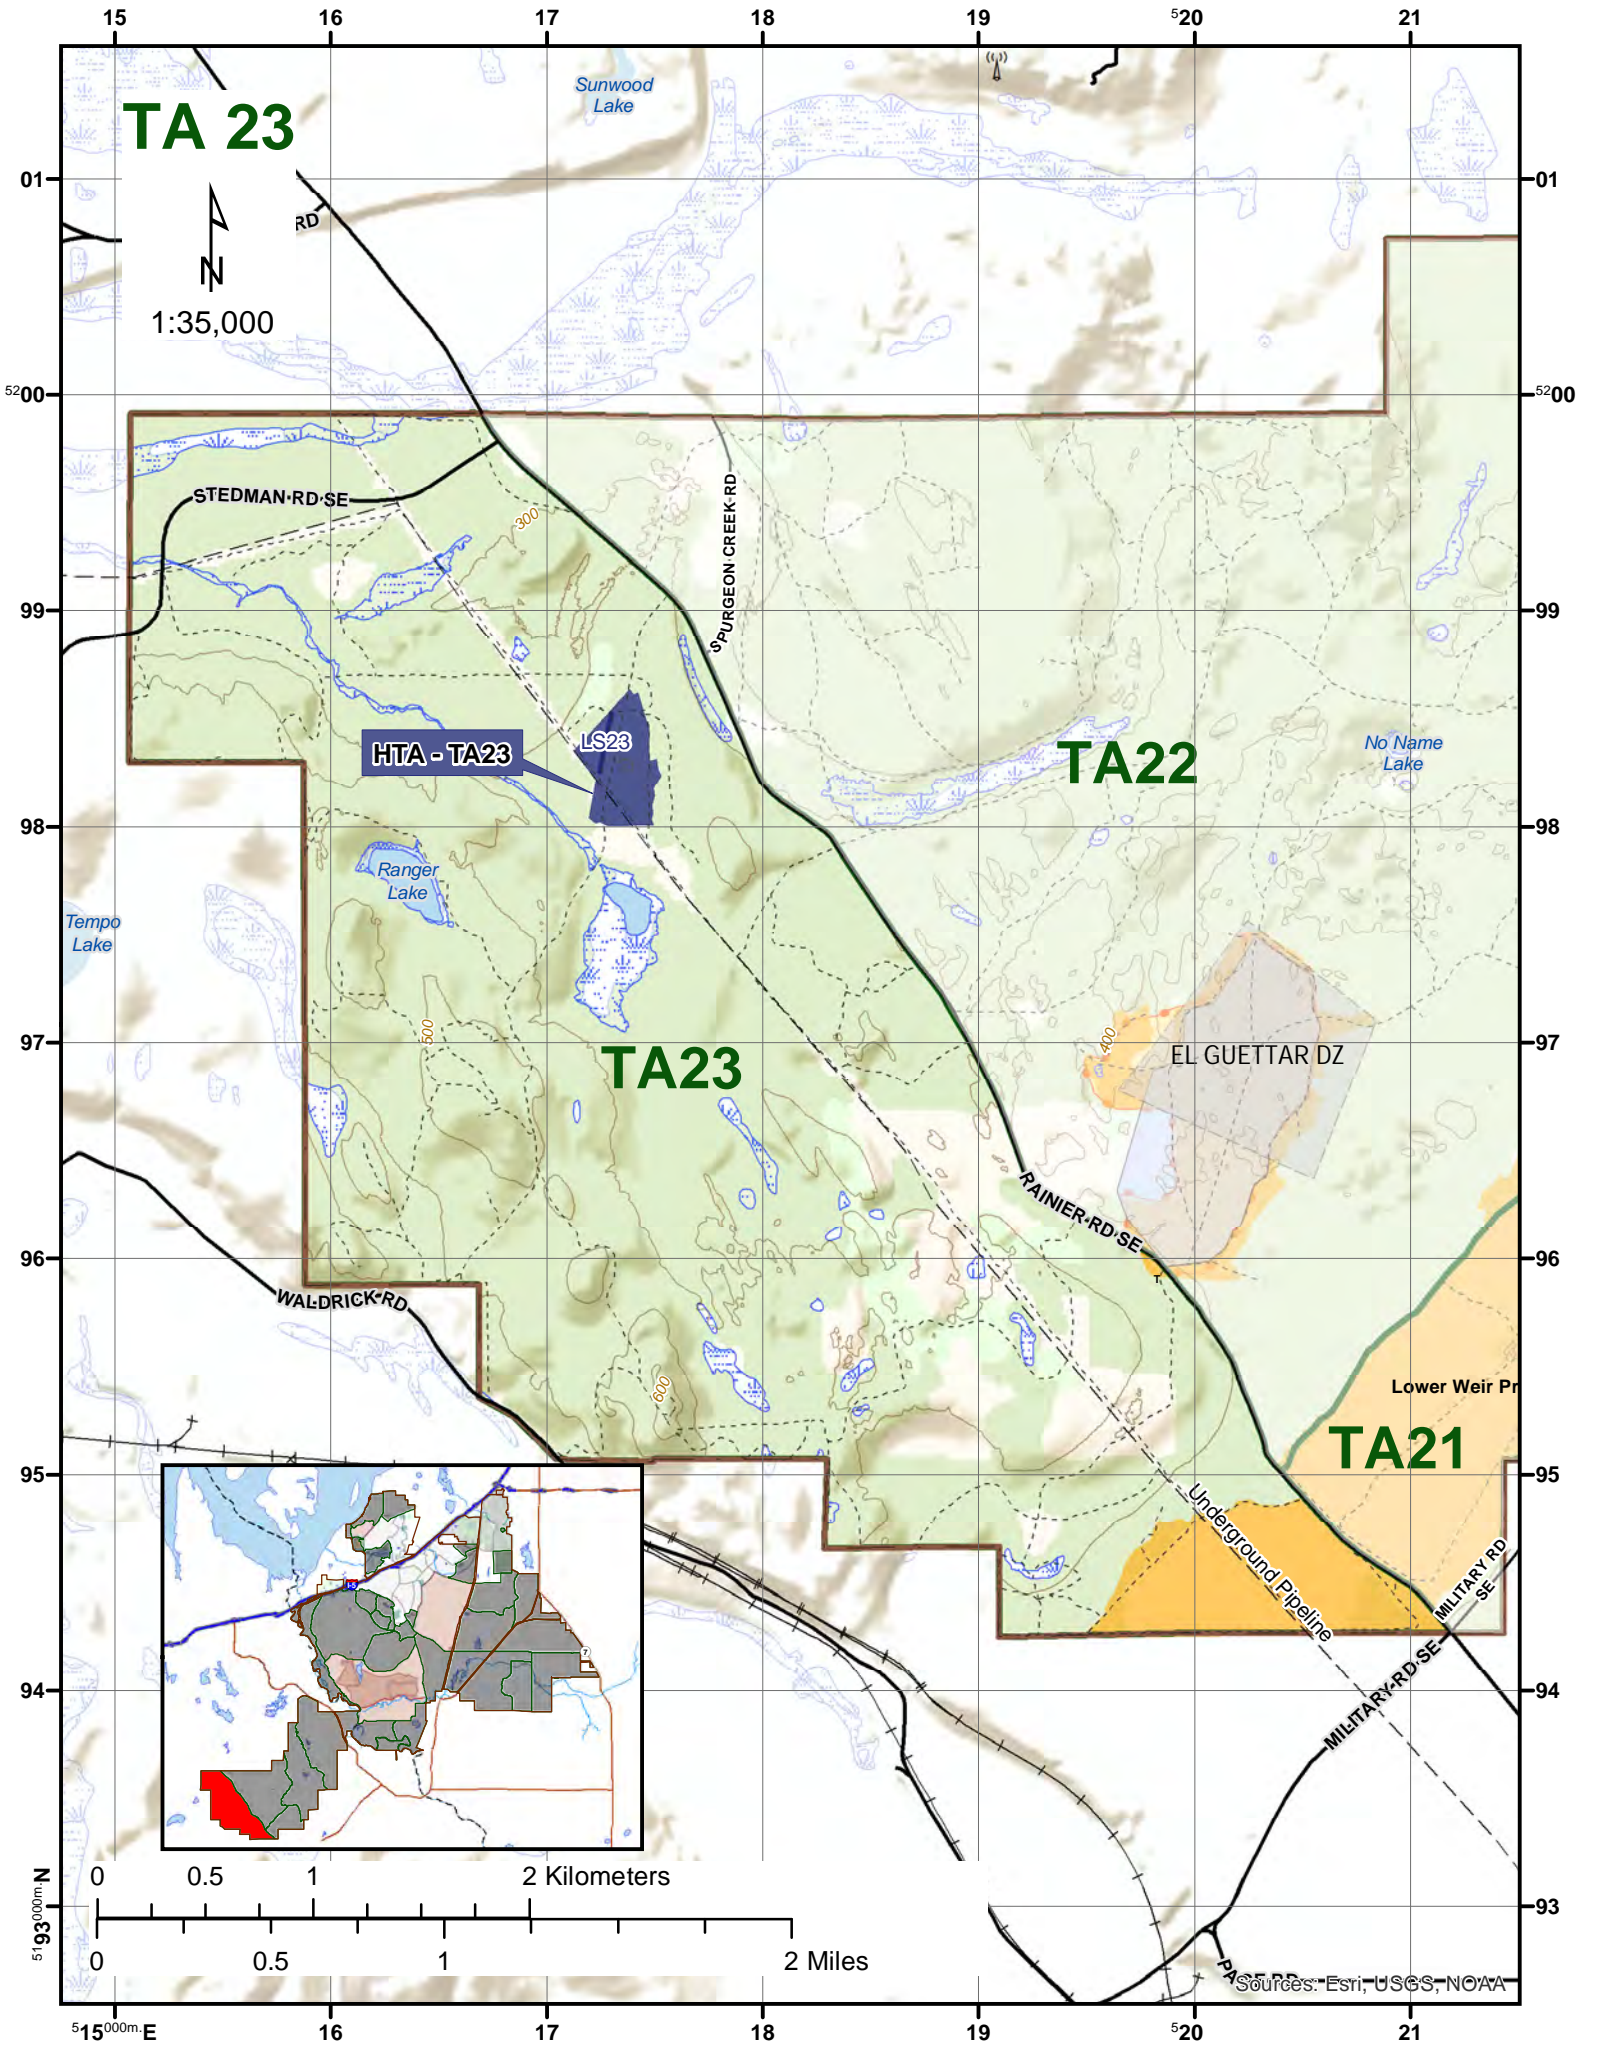 15 16 17 18 19 520 21
Sunwood
Lake
TA 23
01 01
RD
N
1:35,000
5200 5200
STEDMAN RD SE
300
SPURGEON CREEK RD
99 99
LS23
HTA - TA23
TA22
No Name
Lake
98 98
Ranger
Lake
Tempo
Lake
500
400
97 97
EL GUETTAR DZ
TA23
RAINIER RD SE
96 96
T
WALDRICK RD
600
Lower Weir Pr
TA21
95 95
Underground Pipeline
MILITARY RD
SE
I-5
7
MILITARY RD SE
94 94
0 0.5 1 2 Kilometers
5193000m.N 93
0 0.5 1 2 Miles
PAGE RD
Sources: Esri, USGS, NOAA
515000m.E 16 17 18 19 520 21